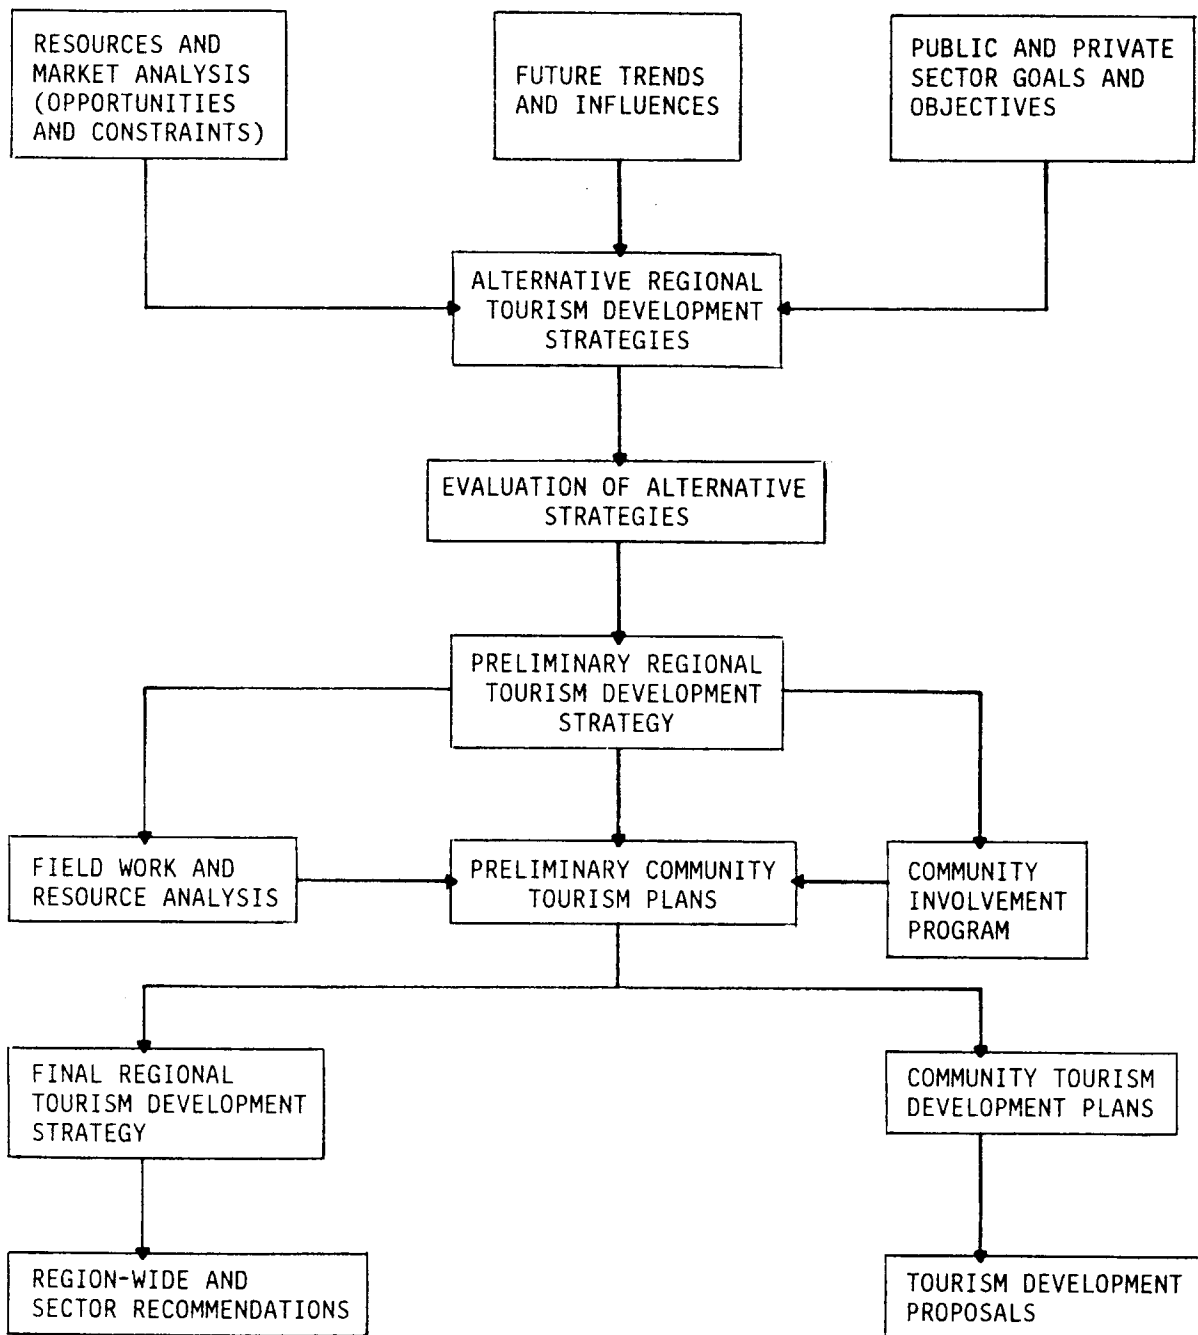 RESOURCES AND
MARKET ANALYSIS
(OPPORTUNITIES
AND CONSTRAINTS)
FUTURE TRENDS
AND INFLUENCES
PUBLIC AND PRIVATE
SECTOR GOALS AND
OBJECTIVES
ALTERNATIVE REGIONAL
TOURISM DEVELOPMENT
STRATEGIES
EVALUATION OF ALTERNATIVE
STRATEGIES
PRELIMINARY REGIONAL
TOURISM DEVELOPMENT
STRATEGY
FIELD WORK AND
RESOURCE ANALYSIS
PRELIMINARY COMMUNITY
TOURISM PLANS
COMMUNITY
INVOLVEMENT
PROGRAM
FINAL REGIONAL
TOURISM DEVELOPMENT
STRATEGY
COMMUNITY TOURISM
DEVELOPMENT PLANS
REGION-WIDE AND
SECTOR RECOMMENDATIONS
TOURISM DEVELOPMENT
PROPOSALS